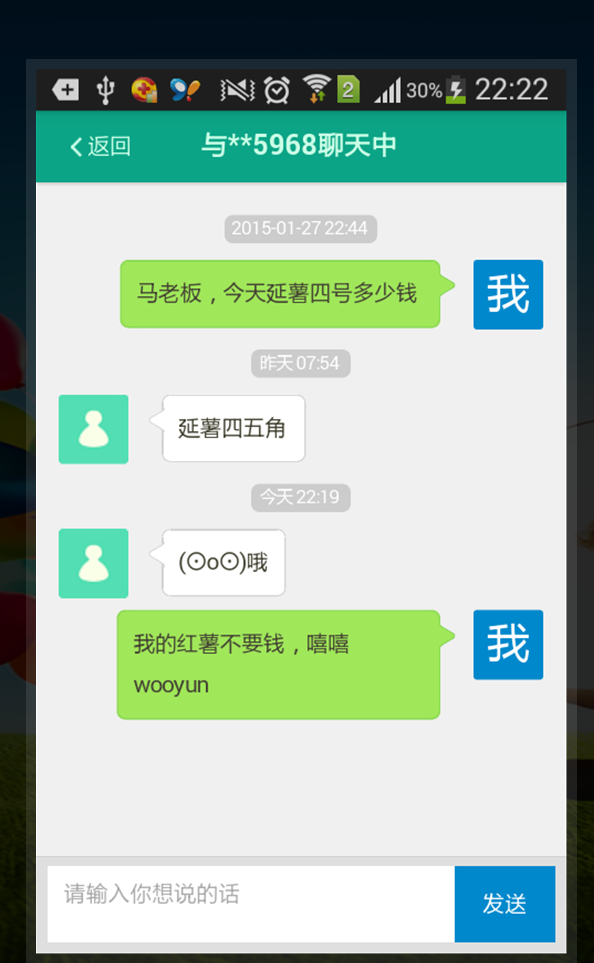 2 30% 22:22
返回 与**5968聊天中
2015-01-27 22:44
马老板，今天延薯四号多少钱
我
昨天 07:54
延薯四五角
今天 22:19
(⊙o⊙)哦
我的红薯不要钱，嘻嘻
wooyun
我
请输入你想说的话
发送